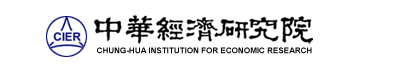 CIER
中華經濟研究院
CHUNG-HUA INSTITUTION FOR ECONOMIC RESEARCH